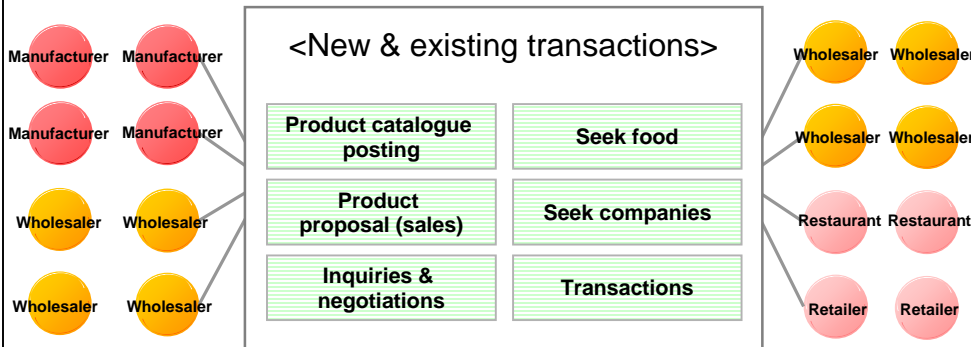 <New & existing transactions>
Manufacturer Manufacturer
Manufacturer Manufacturer
Wholesaler Wholesaler
Wholesaler Wholesaler
Product catalogue
posting
Seek food
Product
proposal (sales)
Seek companies
Inquiries &
negotiations
Transactions
Wholesaler Wholesaler
Wholesaler Wholesaler
Restaurant Restaurant
Retailer Retailer